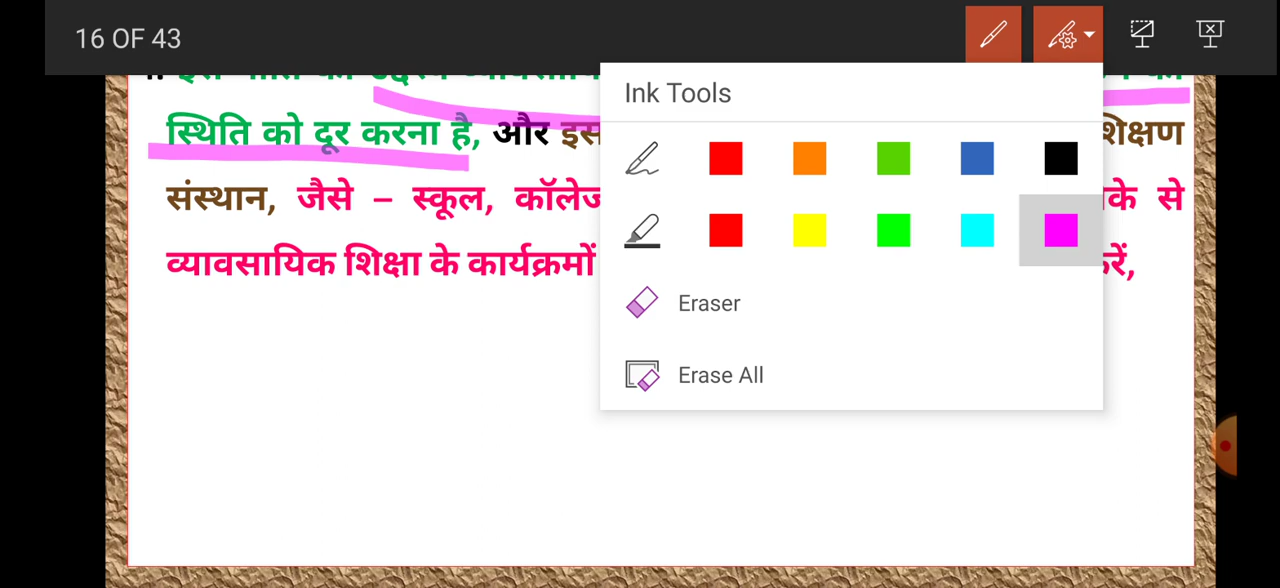 16 OF 43
Ink Tools
स्थिति को दूर करना है, और इस शिक्षण
संस्थान, जैसे – स्कूल, कॉलेज के से
व्यावसायिक शिक्षा के कार्यक्रमों करें,
Eraser
Erase All